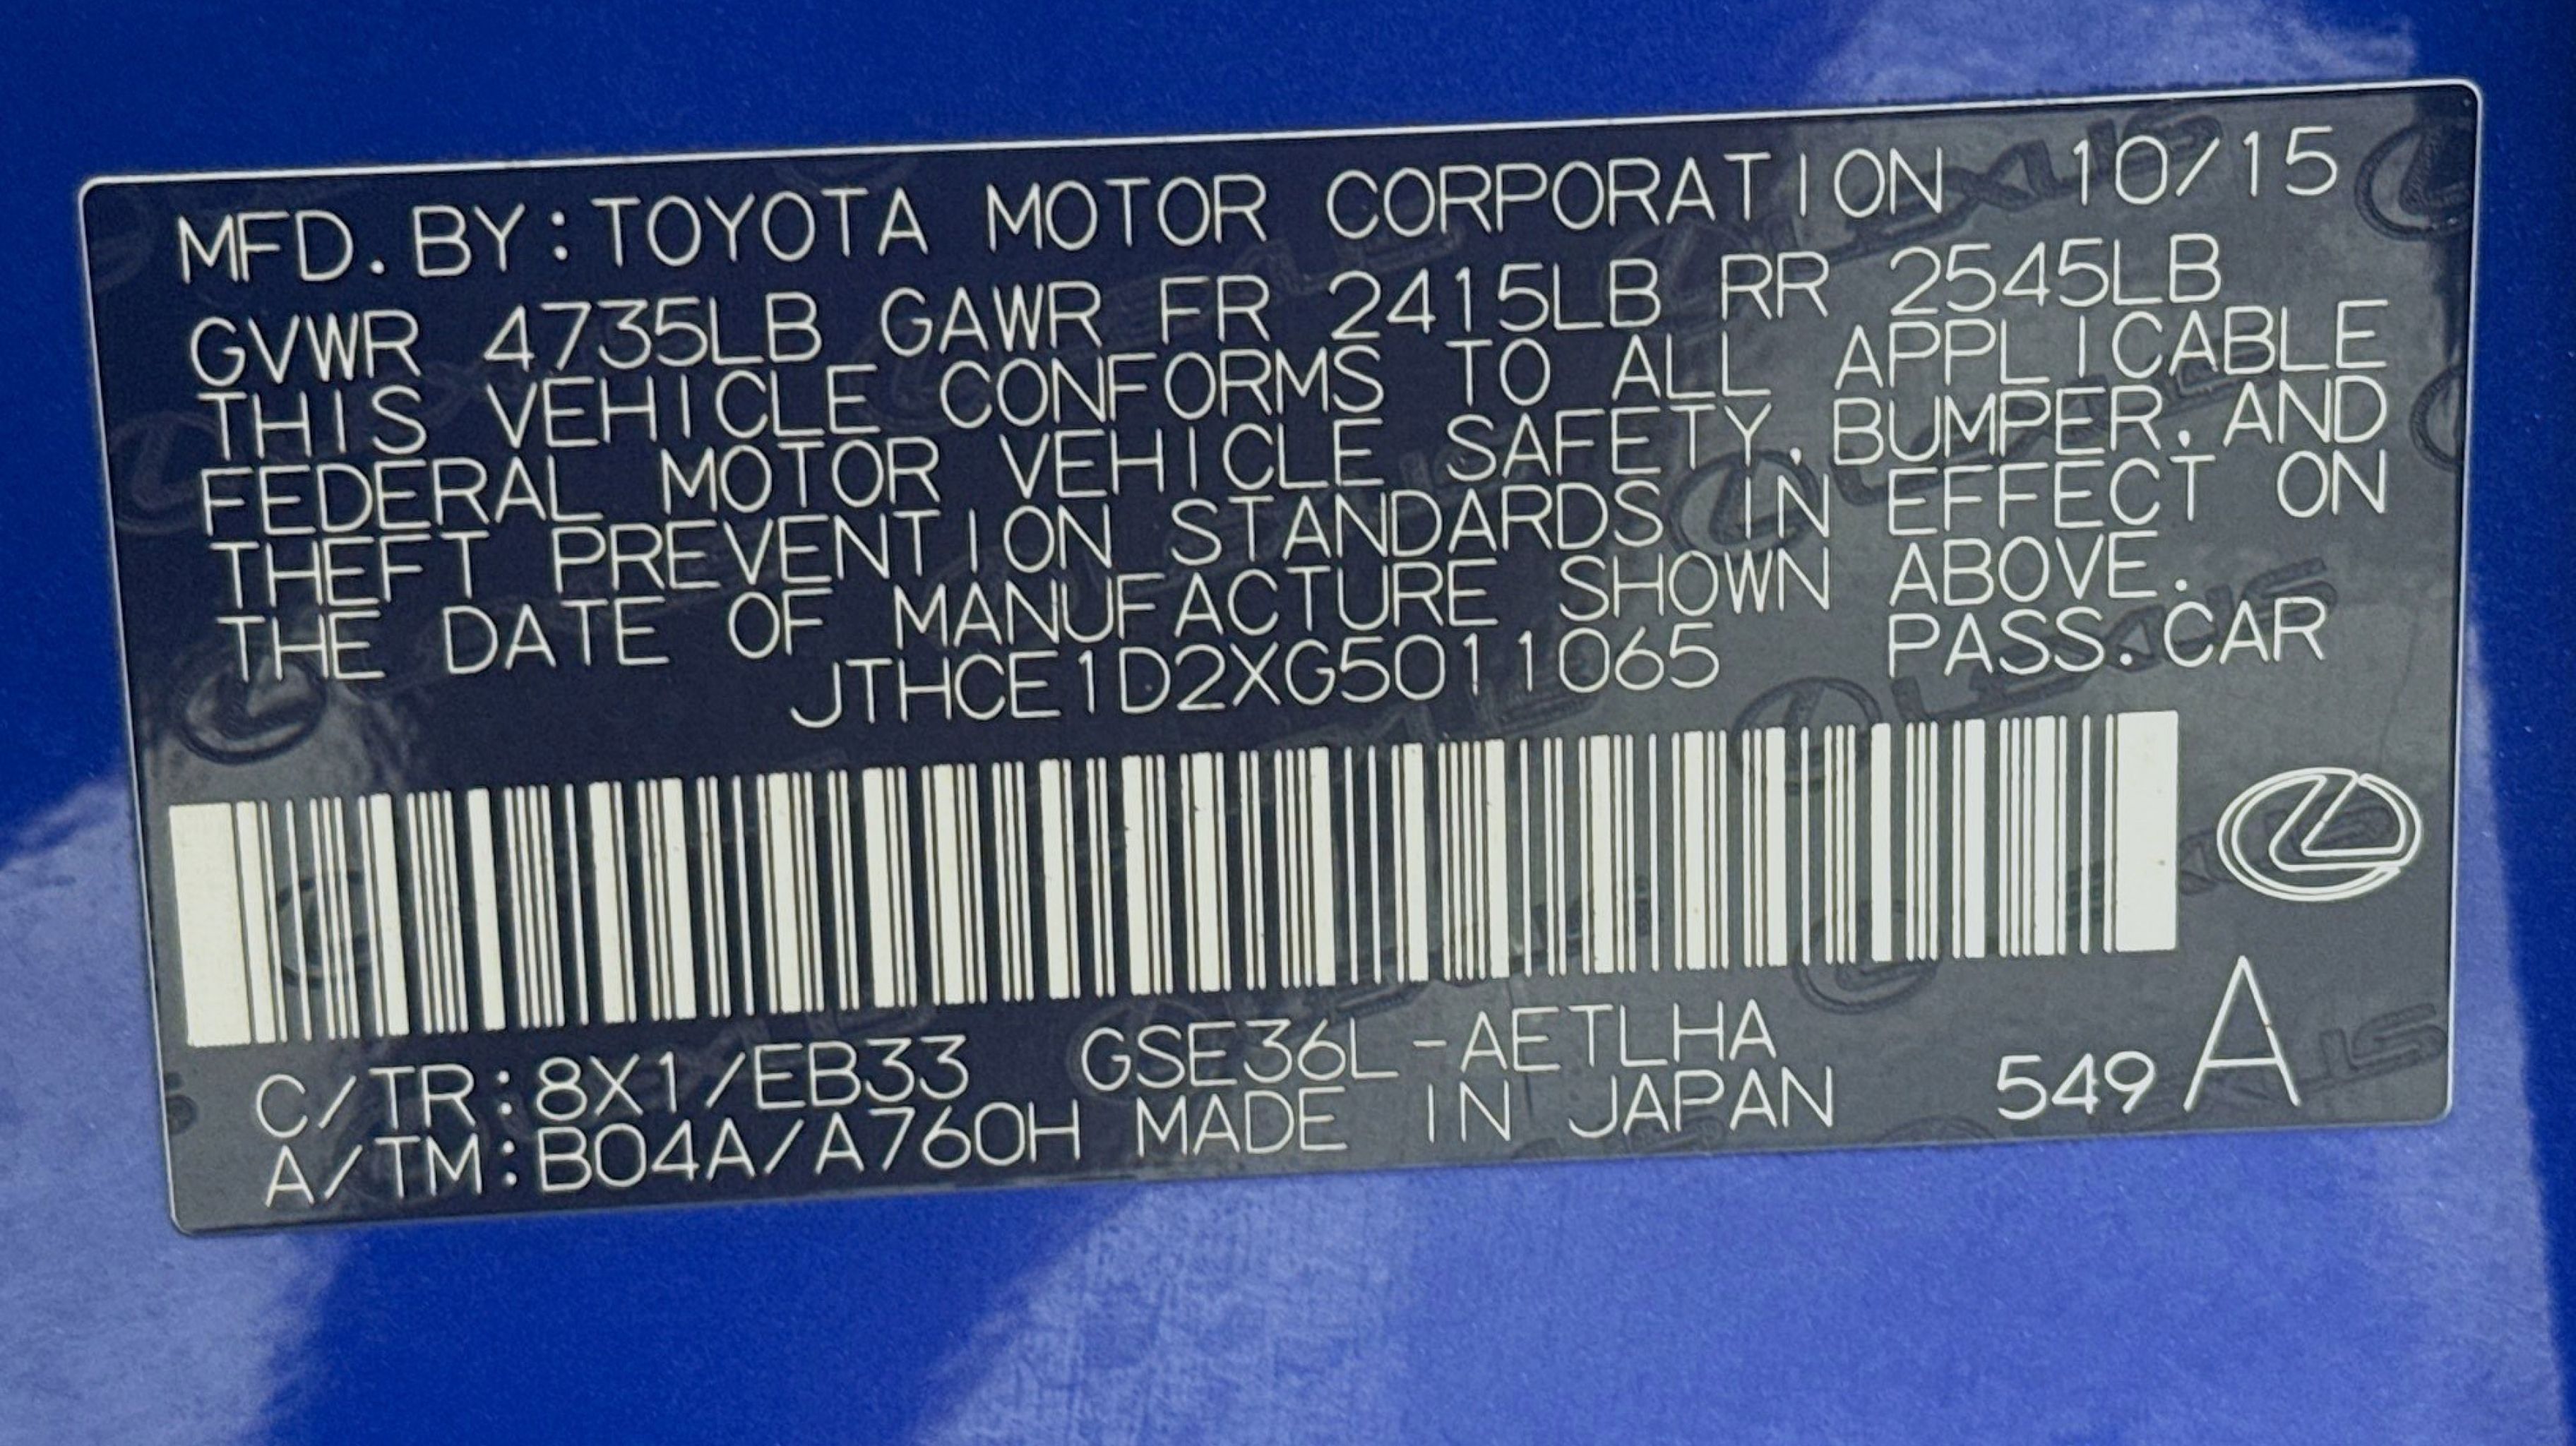 MFD. BY: TOYOTA MOTOR CORPORATION 10/15
GVWR 4735LB GAWR FR 2415LB RR 2545LB
THIS VEHICLE CONFORMS TO ALL APPLICABLE
FEDERAL MOTOR VEHICLE SAFETY, BUMPER, AND
THEFT PREVENTION STANDARDS IN EFFECT ON
THE DATE OF MANUFACTURE SHOWN ABOVE.
JTHCE1D2XG5011065 PASS.CAR
C/TR:8X1/EB33 GSE36L-AETLHA
A/TM:B04A/A760H MADE IN JAPAN 549 A